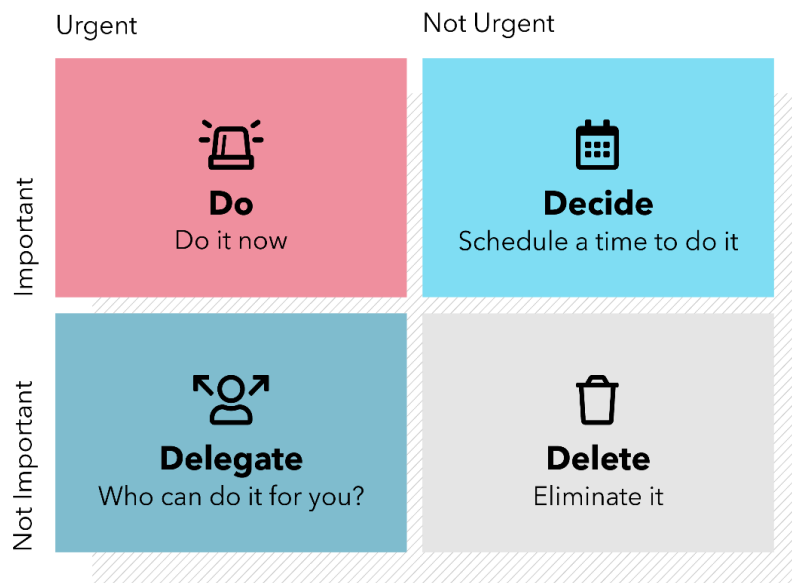 Urgent
Not Urgent
Important
Do
Do it now
Decide
Schedule a time to do it
Not Important
Delegate
Who can do it for you?
Delete
Eliminate it